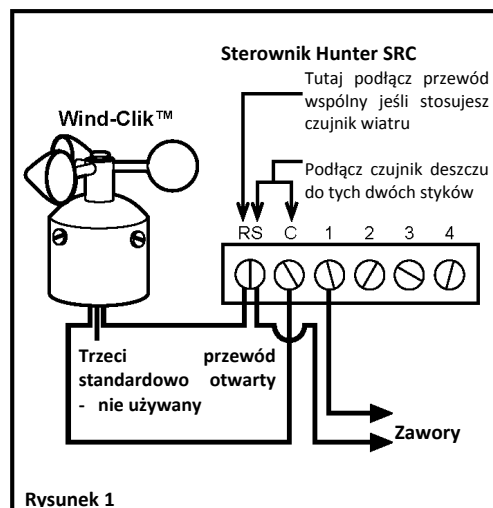 Sterownik Hunter SRC
Tutaj podłącz przewód
wspólny jeśli stosujesz
czujnik wiatru
Wind-Clik™
Podłącz czujnik deszczu
do tych dwóch styków
RS C 1 2 3 4
Trzeci przewód
standardowo otwarty
- nie używany
Zawory
Rysunek 1